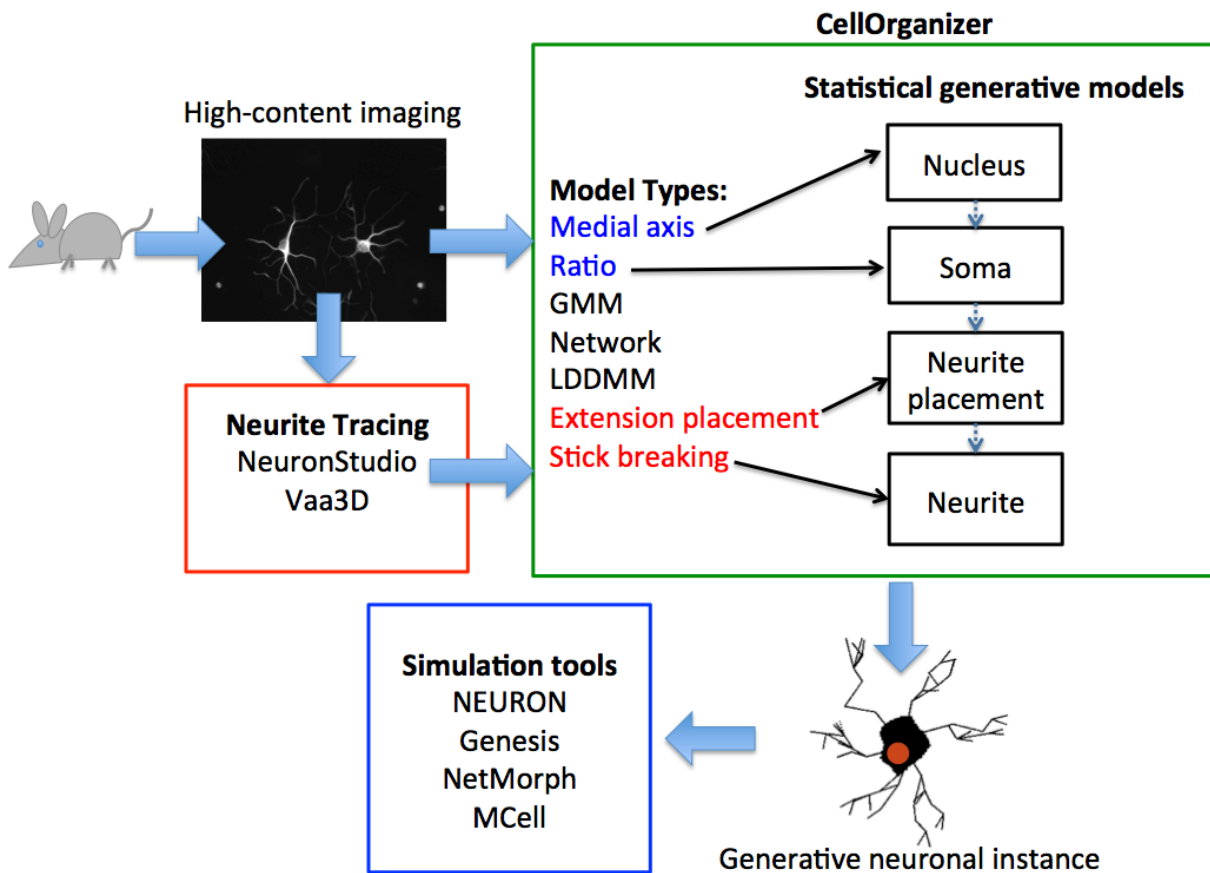 CellOrganizer
High-content imaging
Statistical generative models
Model Types:
Medial axis
Ratio
GMM
Network
LDDMM
Extension placement
Stick breaking
Nucleus
Soma
Neurite
placement
Neurite
Neurite Tracing
NeuronStudio
Vaa3D
Simulation tools
NEURON
Genesis
NetMorph
MCell
Generative neuronal instance